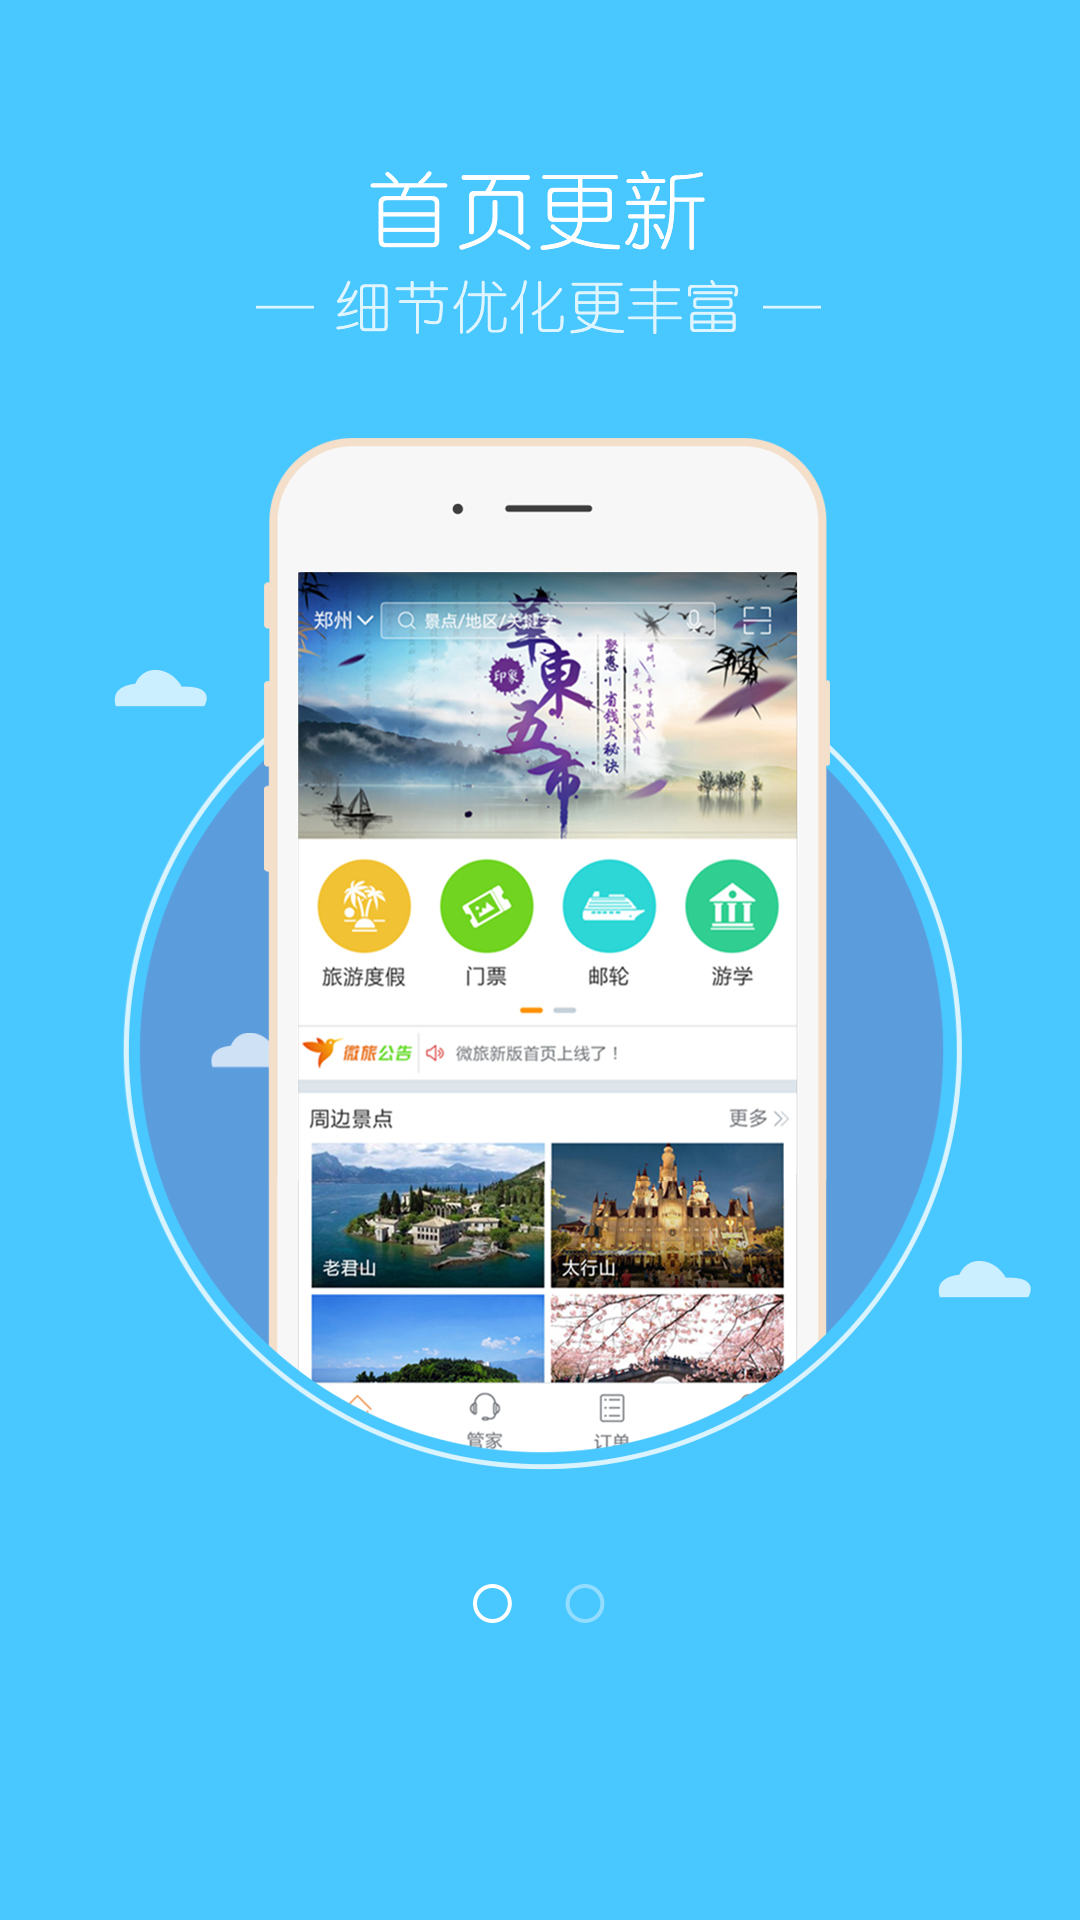 首页更新
细节优化更丰富
郑州
景点/地区/关键字
華東五市
印象
聚惠小省钱大秘诀
旅游度假
门票
邮轮
游学
微旅公告
微旅新版首页上线了！
周边景点
更多
老君山
太行山
管家
订单